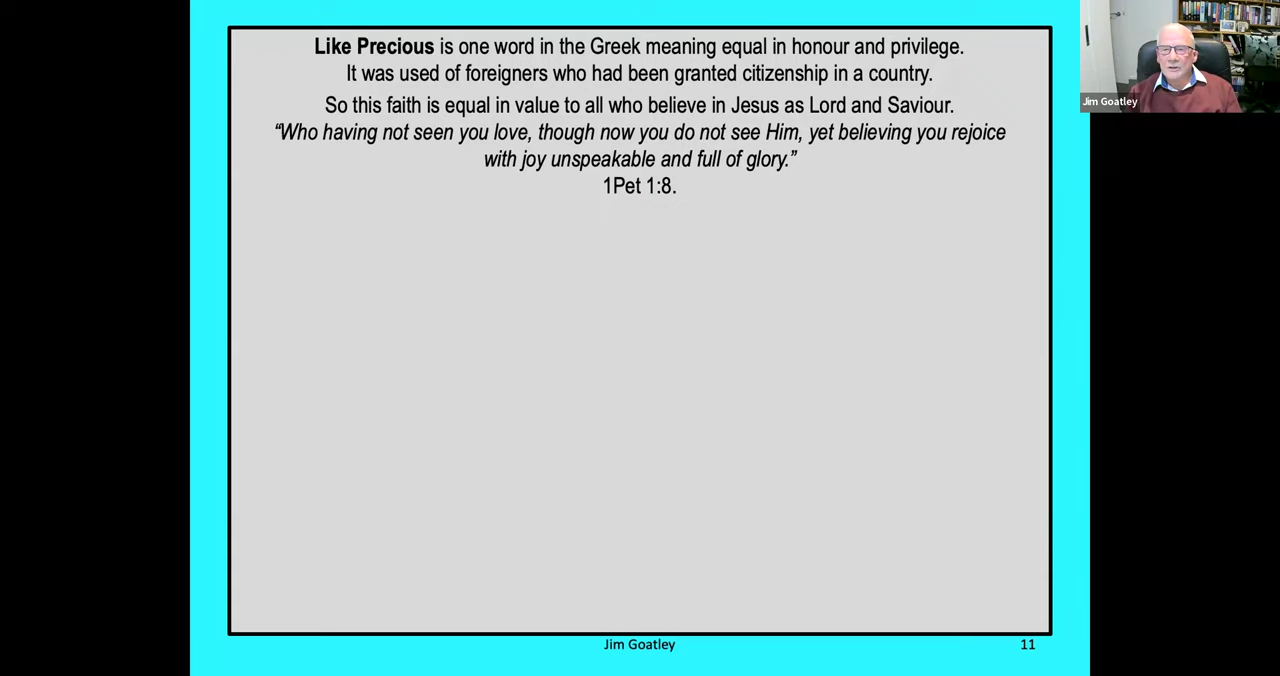 Like Precious is one word in the Greek meaning equal in honour and privilege.
It was used of foreigners who had been granted citizenship in a country.
So this faith is equal in value to all who believe in Jesus as Lord and Saviour.
“Who having not seen you love, though now you do not see Him, yet believing you rejoice
with joy unspeakable and full of glory.”
1Pet 1:8.
Jim Goatley
Jim Goatley
11